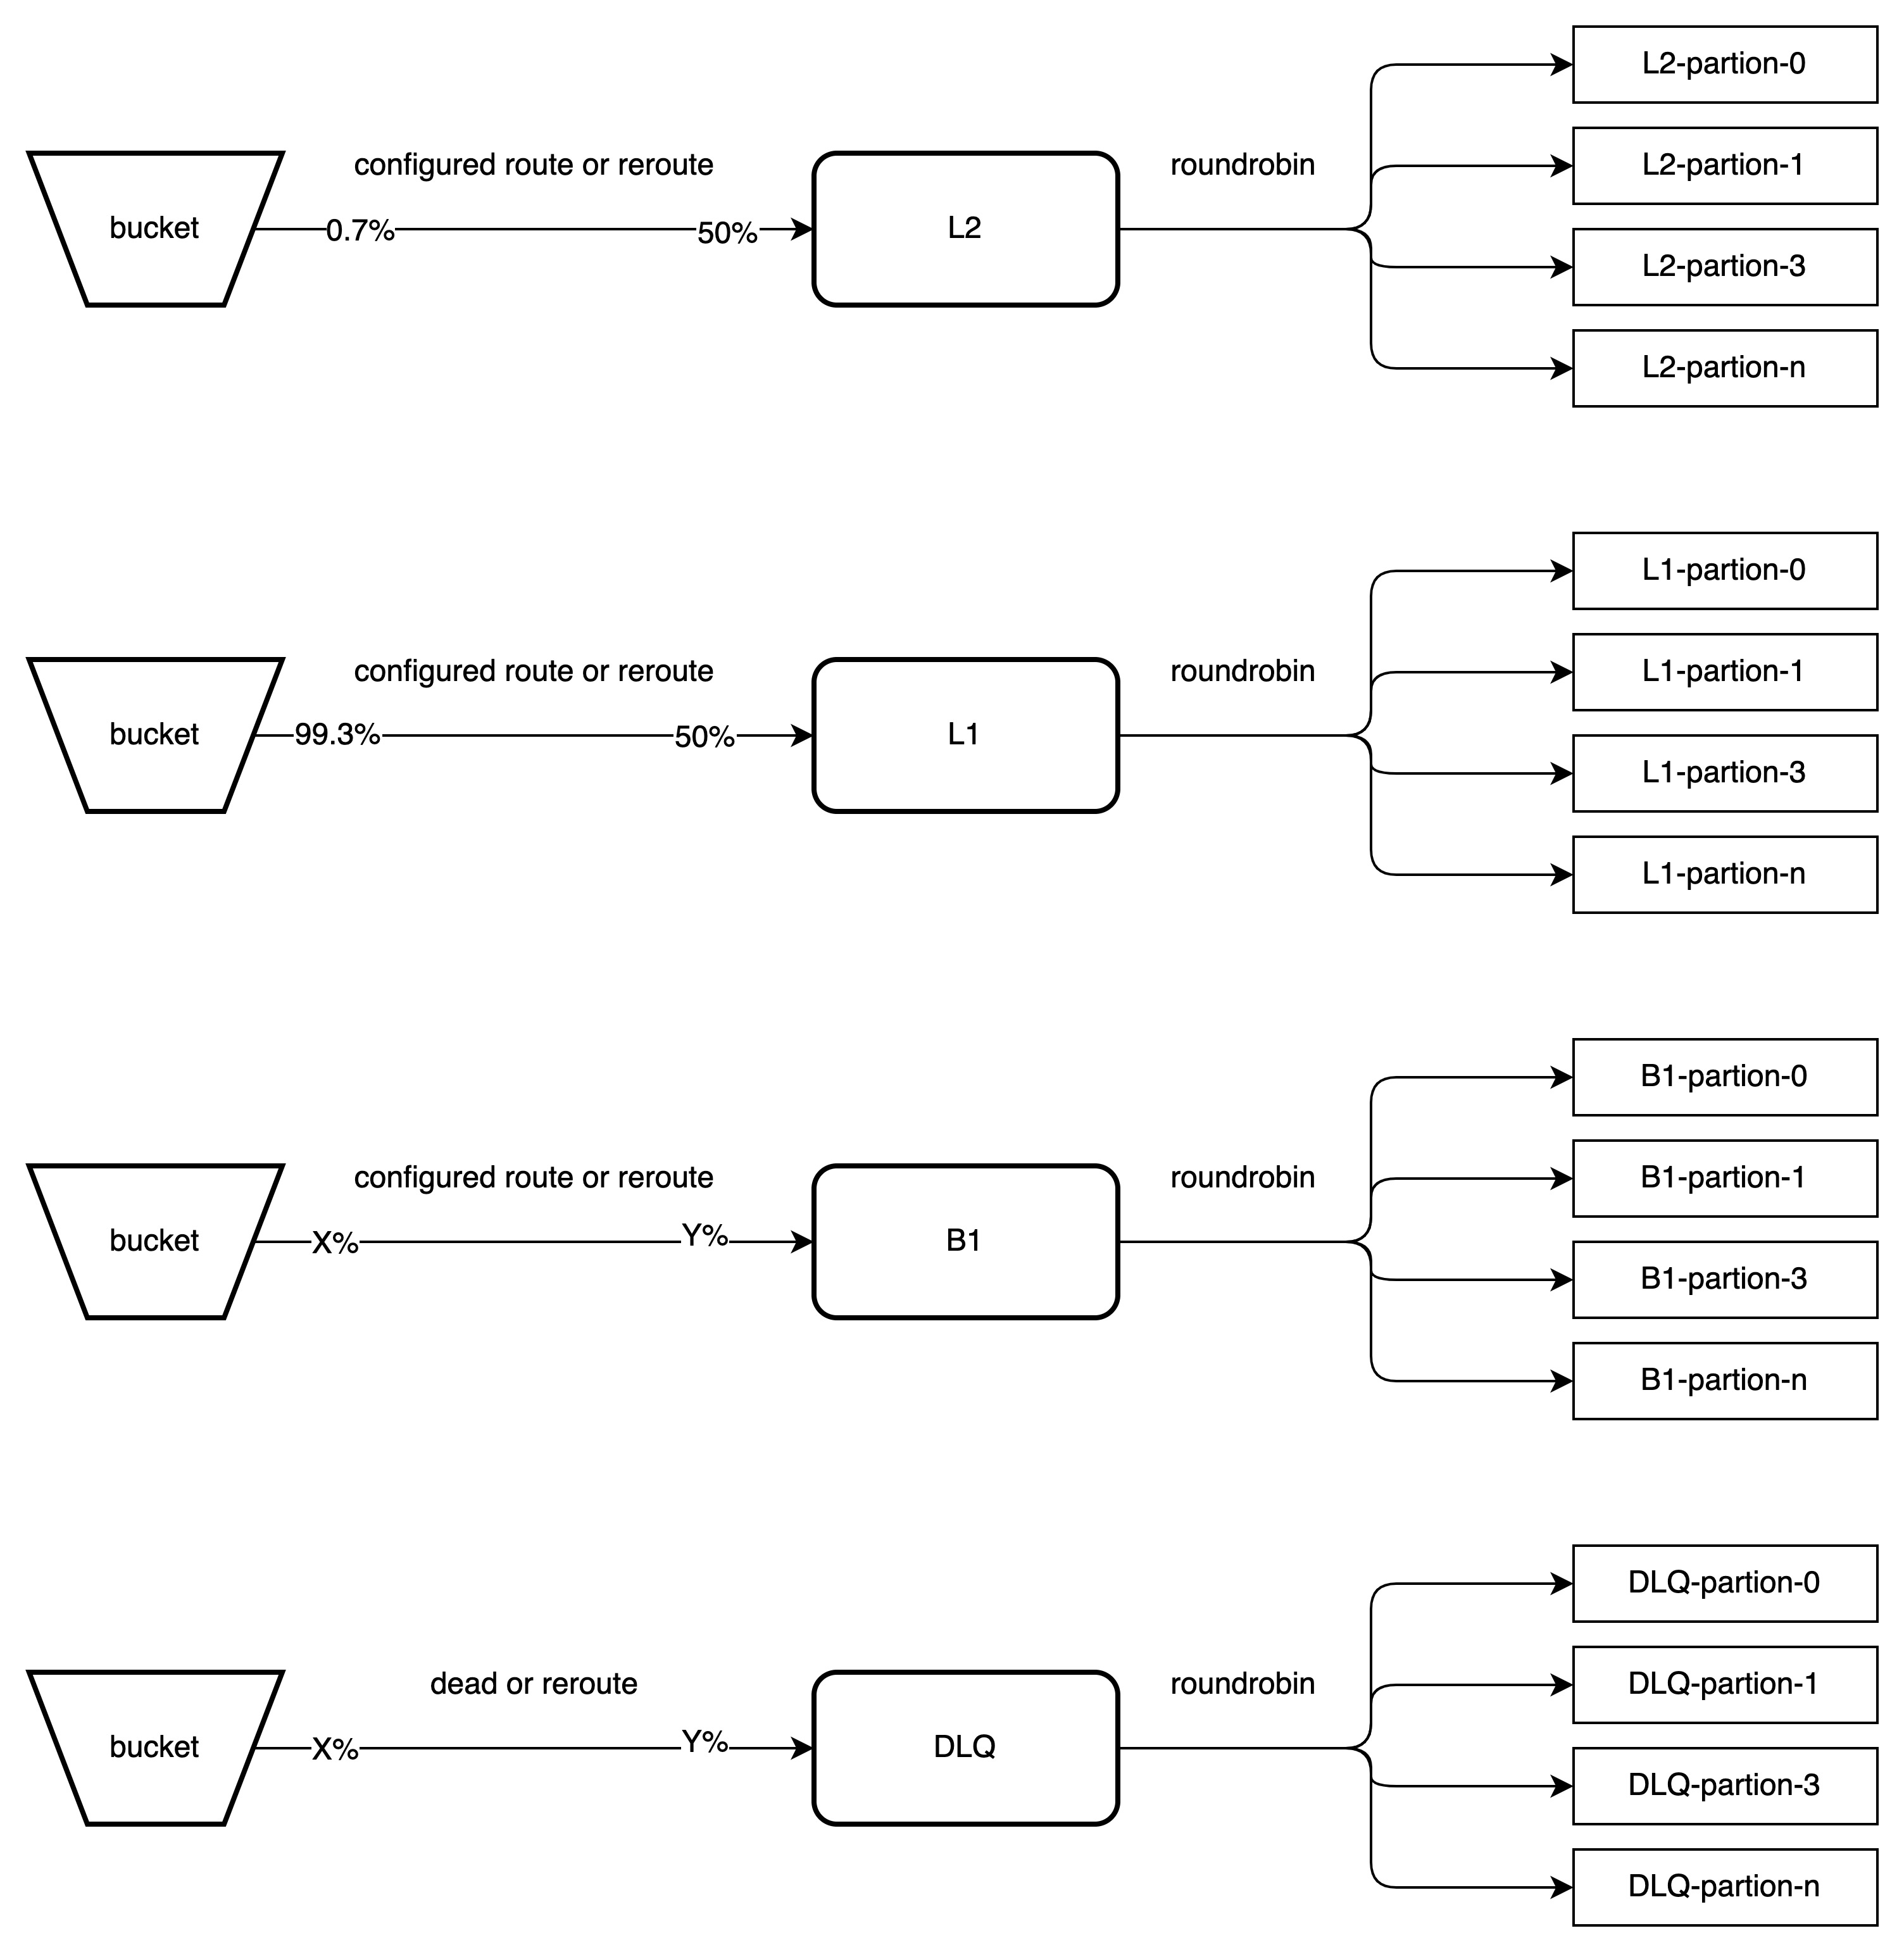 L2-partion-0
configured route or reroute
roundrobin
L2-partion-1
bucket
0.7%
50%
L2
L2-partion-3
L2-partion-n
L1-partion-0
configured route or reroute
roundrobin
L1-partion-1
bucket
99.3%
50%
L1
L1-partion-3
L1-partion-n
B1-partion-0
configured route or reroute
roundrobin
B1-partion-1
bucket
X%
Y%
B1
B1-partion-3
B1-partion-n
DLQ-partion-0
dead or reroute
roundrobin
DLQ-partion-1
bucket
X%
Y%
DLQ
DLQ-partion-3
DLQ-partion-n